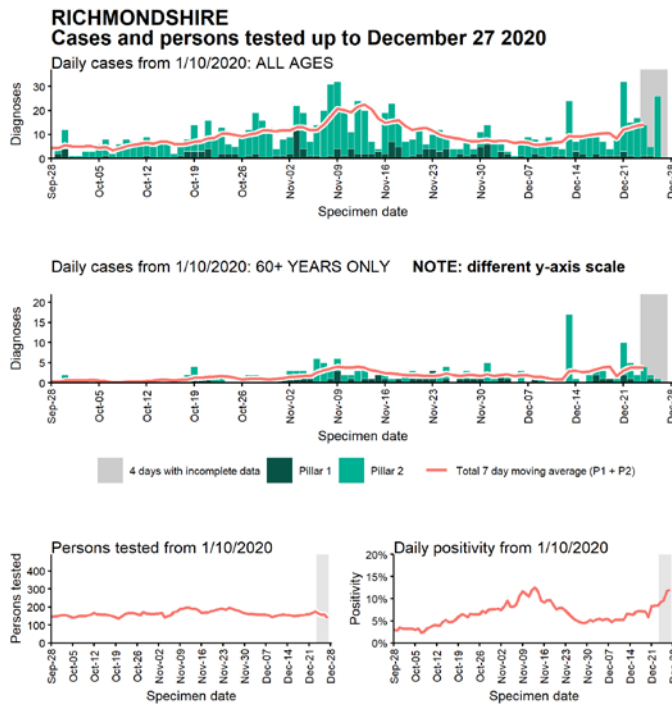 RICHMONDSHIRE
Cases and persons tested up to December 27 2020
Daily cases from 1/10/2020: ALL AGES
Diagnoses
30
20
10
0
Sep-28
Oct-05
Oct-12
Oct-19
Oct-26
Nov-02
Nov-09
Nov-16
Nov-23
Nov-30
Dec-07
Dec-14
Dec-21
Dec-28
Specimen date
Daily cases from 1/10/2020: 60+ YEARS ONLY NOTE: different y-axis scale
Diagnoses
20
15
10
5
0
Sep-28
Oct-05
Oct-12
Oct-19
Oct-26
Nov-02
Nov-09
Nov-16
Nov-23
Nov-30
Dec-07
Dec-14
Dec-21
Dec-28
Specimen date
4 days with incomplete data Pillar 1 Pillar 2 Total 7 day moving average (P1 + P2)
Persons tested from 1/10/2020
Persons tested
400
300
200
100
0
Sep-28
Oct-05
Oct-12
Oct-19
Oct-26
Nov-02
Nov-09
Nov-16
Nov-23
Nov-30
Dec-07
Dec-14
Dec-21
Dec-28
Specimen date
Daily positivity from 1/10/2020
Positivity
20%
15%
10%
5%
0%
Sep-28
Oct-05
Oct-12
Oct-19
Oct-26
Nov-02
Nov-09
Nov-16
Nov-23
Nov-30
Dec-07
Dec-14
Dec-21
Dec-28
Specimen date